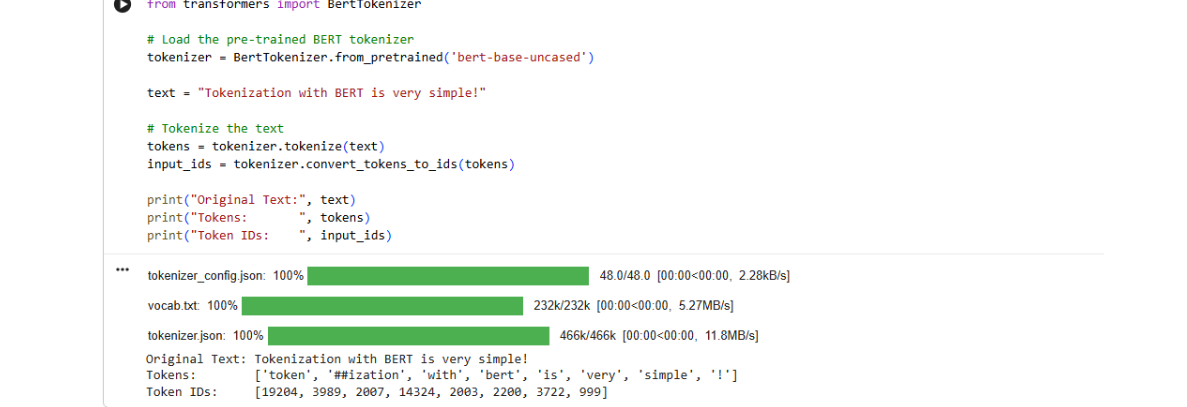 from transformers import BertTokenizer
# Load the pre-trained BERT tokenizer
tokenizer = BertTokenizer.from_pretrained('bert-base-uncased')
text = "Tokenization with BERT is very simple!"
# Tokenize the text
tokens = tokenizer.tokenize(text)
input_ids = tokenizer.convert_tokens_to_ids(tokens)
print("Original Text:", text)
print("Tokens:       ", tokens)
print("Token IDs:    ", input_ids)
tokenizer_config.json: 100% 48.0/48.0 [00:00<00:00, 2.28kB/s]
vocab.txt: 100% 232k/232k [00:00<00:00, 5.27MB/s]
tokenizer.json: 100% 466k/466k [00:00<00:00, 11.8MB/s]
Original Text: Tokenization with BERT is very simple!
Tokens:        ['token', '##ization', 'with', 'bert', 'is', 'very', 'simple', '!']
Token IDs:     [19204, 3989, 2007, 14324, 2003, 2200, 3722, 999]